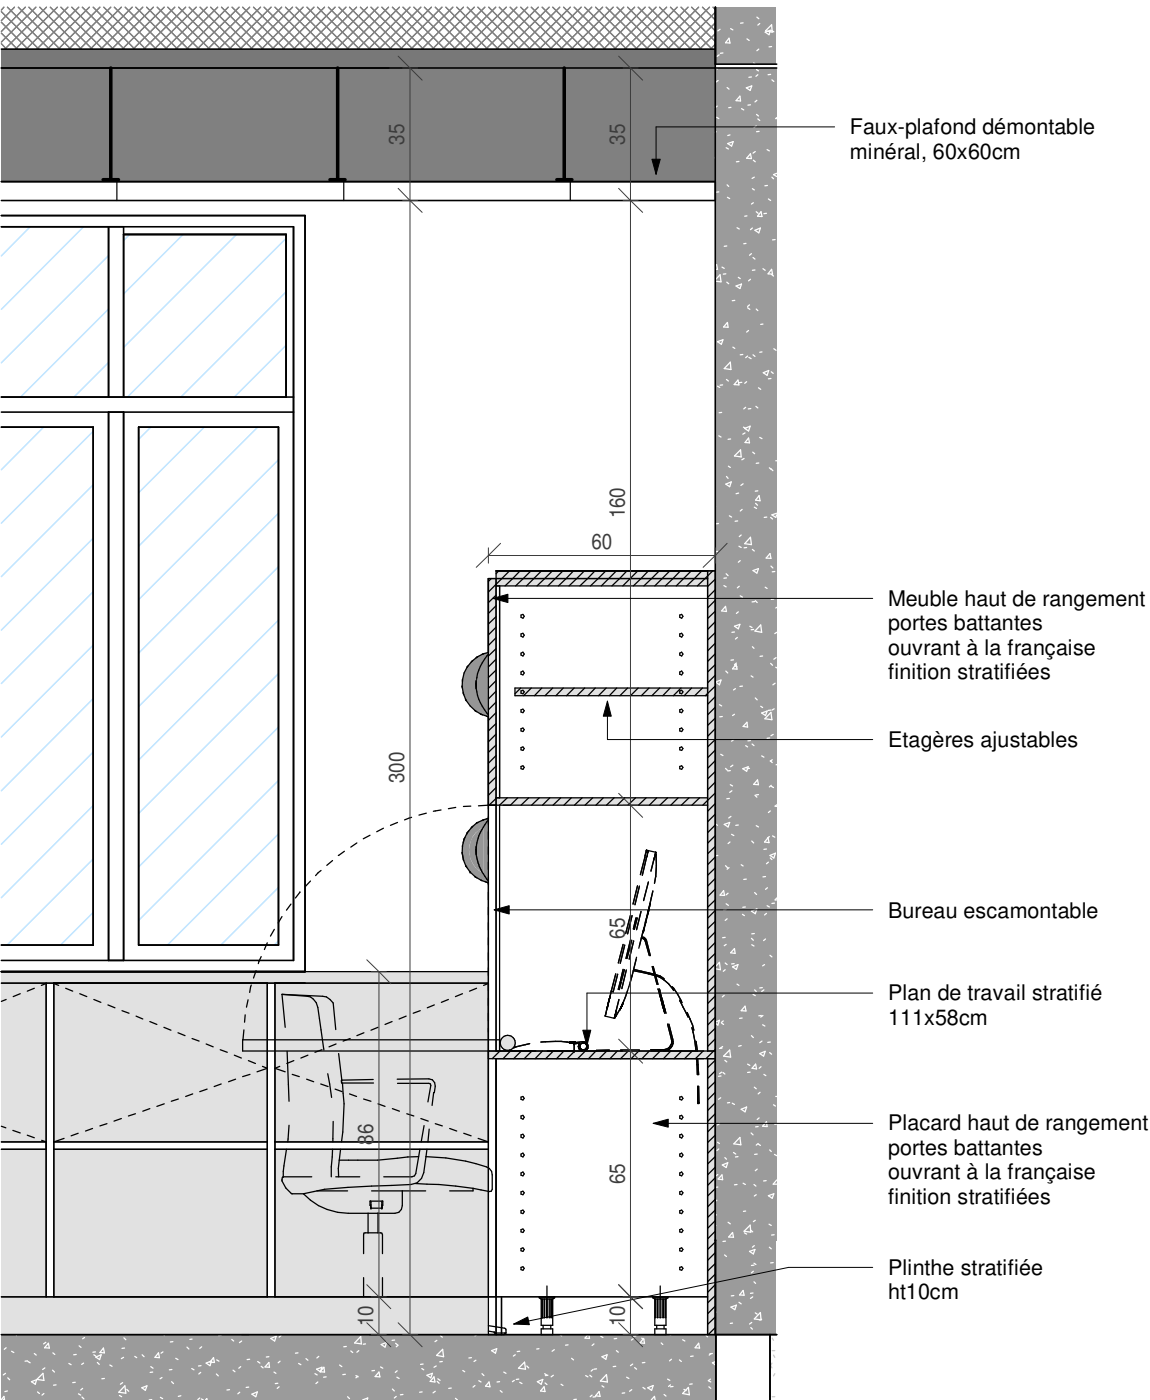 35
35
Faux-plafond démontable
minéral, 60x60cm
160
60
Meuble haut de rangement
portes battantes
ouvrant à la française
finition stratifiées
Etagères ajustables
300
65
Bureau escamontable
Plan de travail stratifié
111x58cm
86
65
Placard haut de rangement
portes battantes
ouvrant à la française
finition stratifiées
Plinthe stratifiée
ht10cm
10
10